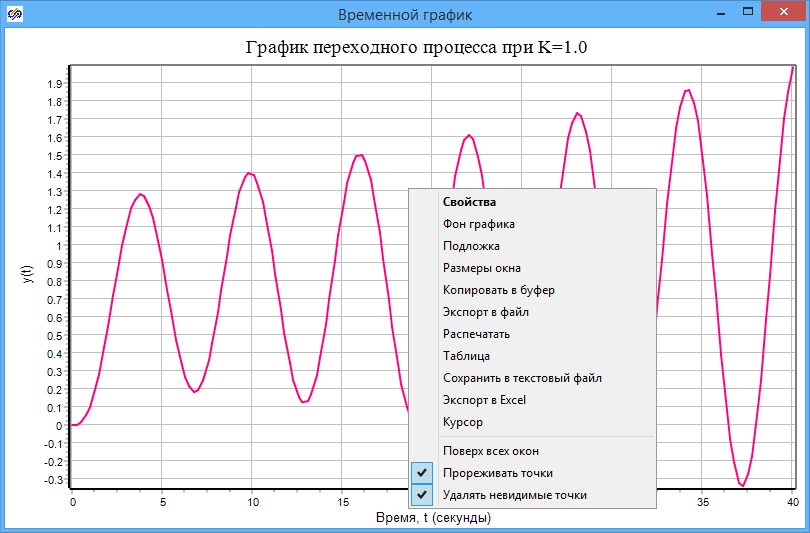 Временной график
График переходного процесса при K=1.0
1.9
1.8
1.7
1.6
1.5
1.4
1.3
1.2
1.1
1
0.9
0.8
0.7
0.6
0.5
0.4
0.3
0.2
0.1
0
-0.1
-0.2
-0.3
y(t)
Свойства
Фон графика
Подложка
Размеры окна
Копировать в буфер
Экспорт в файл
Распечатать
Таблица
Сохранить в текстовый файл
Экспорт в Excel
Курсор
Поверх всех окон
Прореживать точки
Удалять невидимые точки
0 5 10 15 35 40
Время, t (секунды)